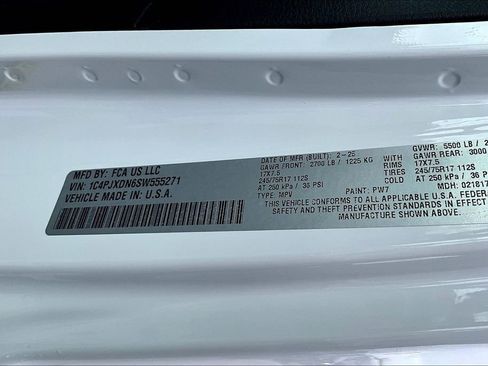 MFD BY: FCA US LLC
VIN: 1C4PJXDN6SW555271
VEHICLE MADE IN: U.S.A.
DATE OF MFR (BUILT): 2-25
GAWR FRONT: 2700 LB / 1225 KG
17X7.5
245/75R17 112S
AT 250 kPa / 36 PSI
TYPE: MPV
PAINT: PW7
GVWR: 5500 LB /
WITH GAWR REAR: 3000
TIRES 17X7.5
RIMS 245/75R17 112S
COLD AT 250 kPa / 36
MDH: 02181
THIS VEHICLE CONFORMS TO ALL APPLICABLE U.S.A. FEDERAL
SAFETY AND THEFT PREVENTION STANDARDS IN EFFECT
MANUFACTURE SHOWN ABOVE.